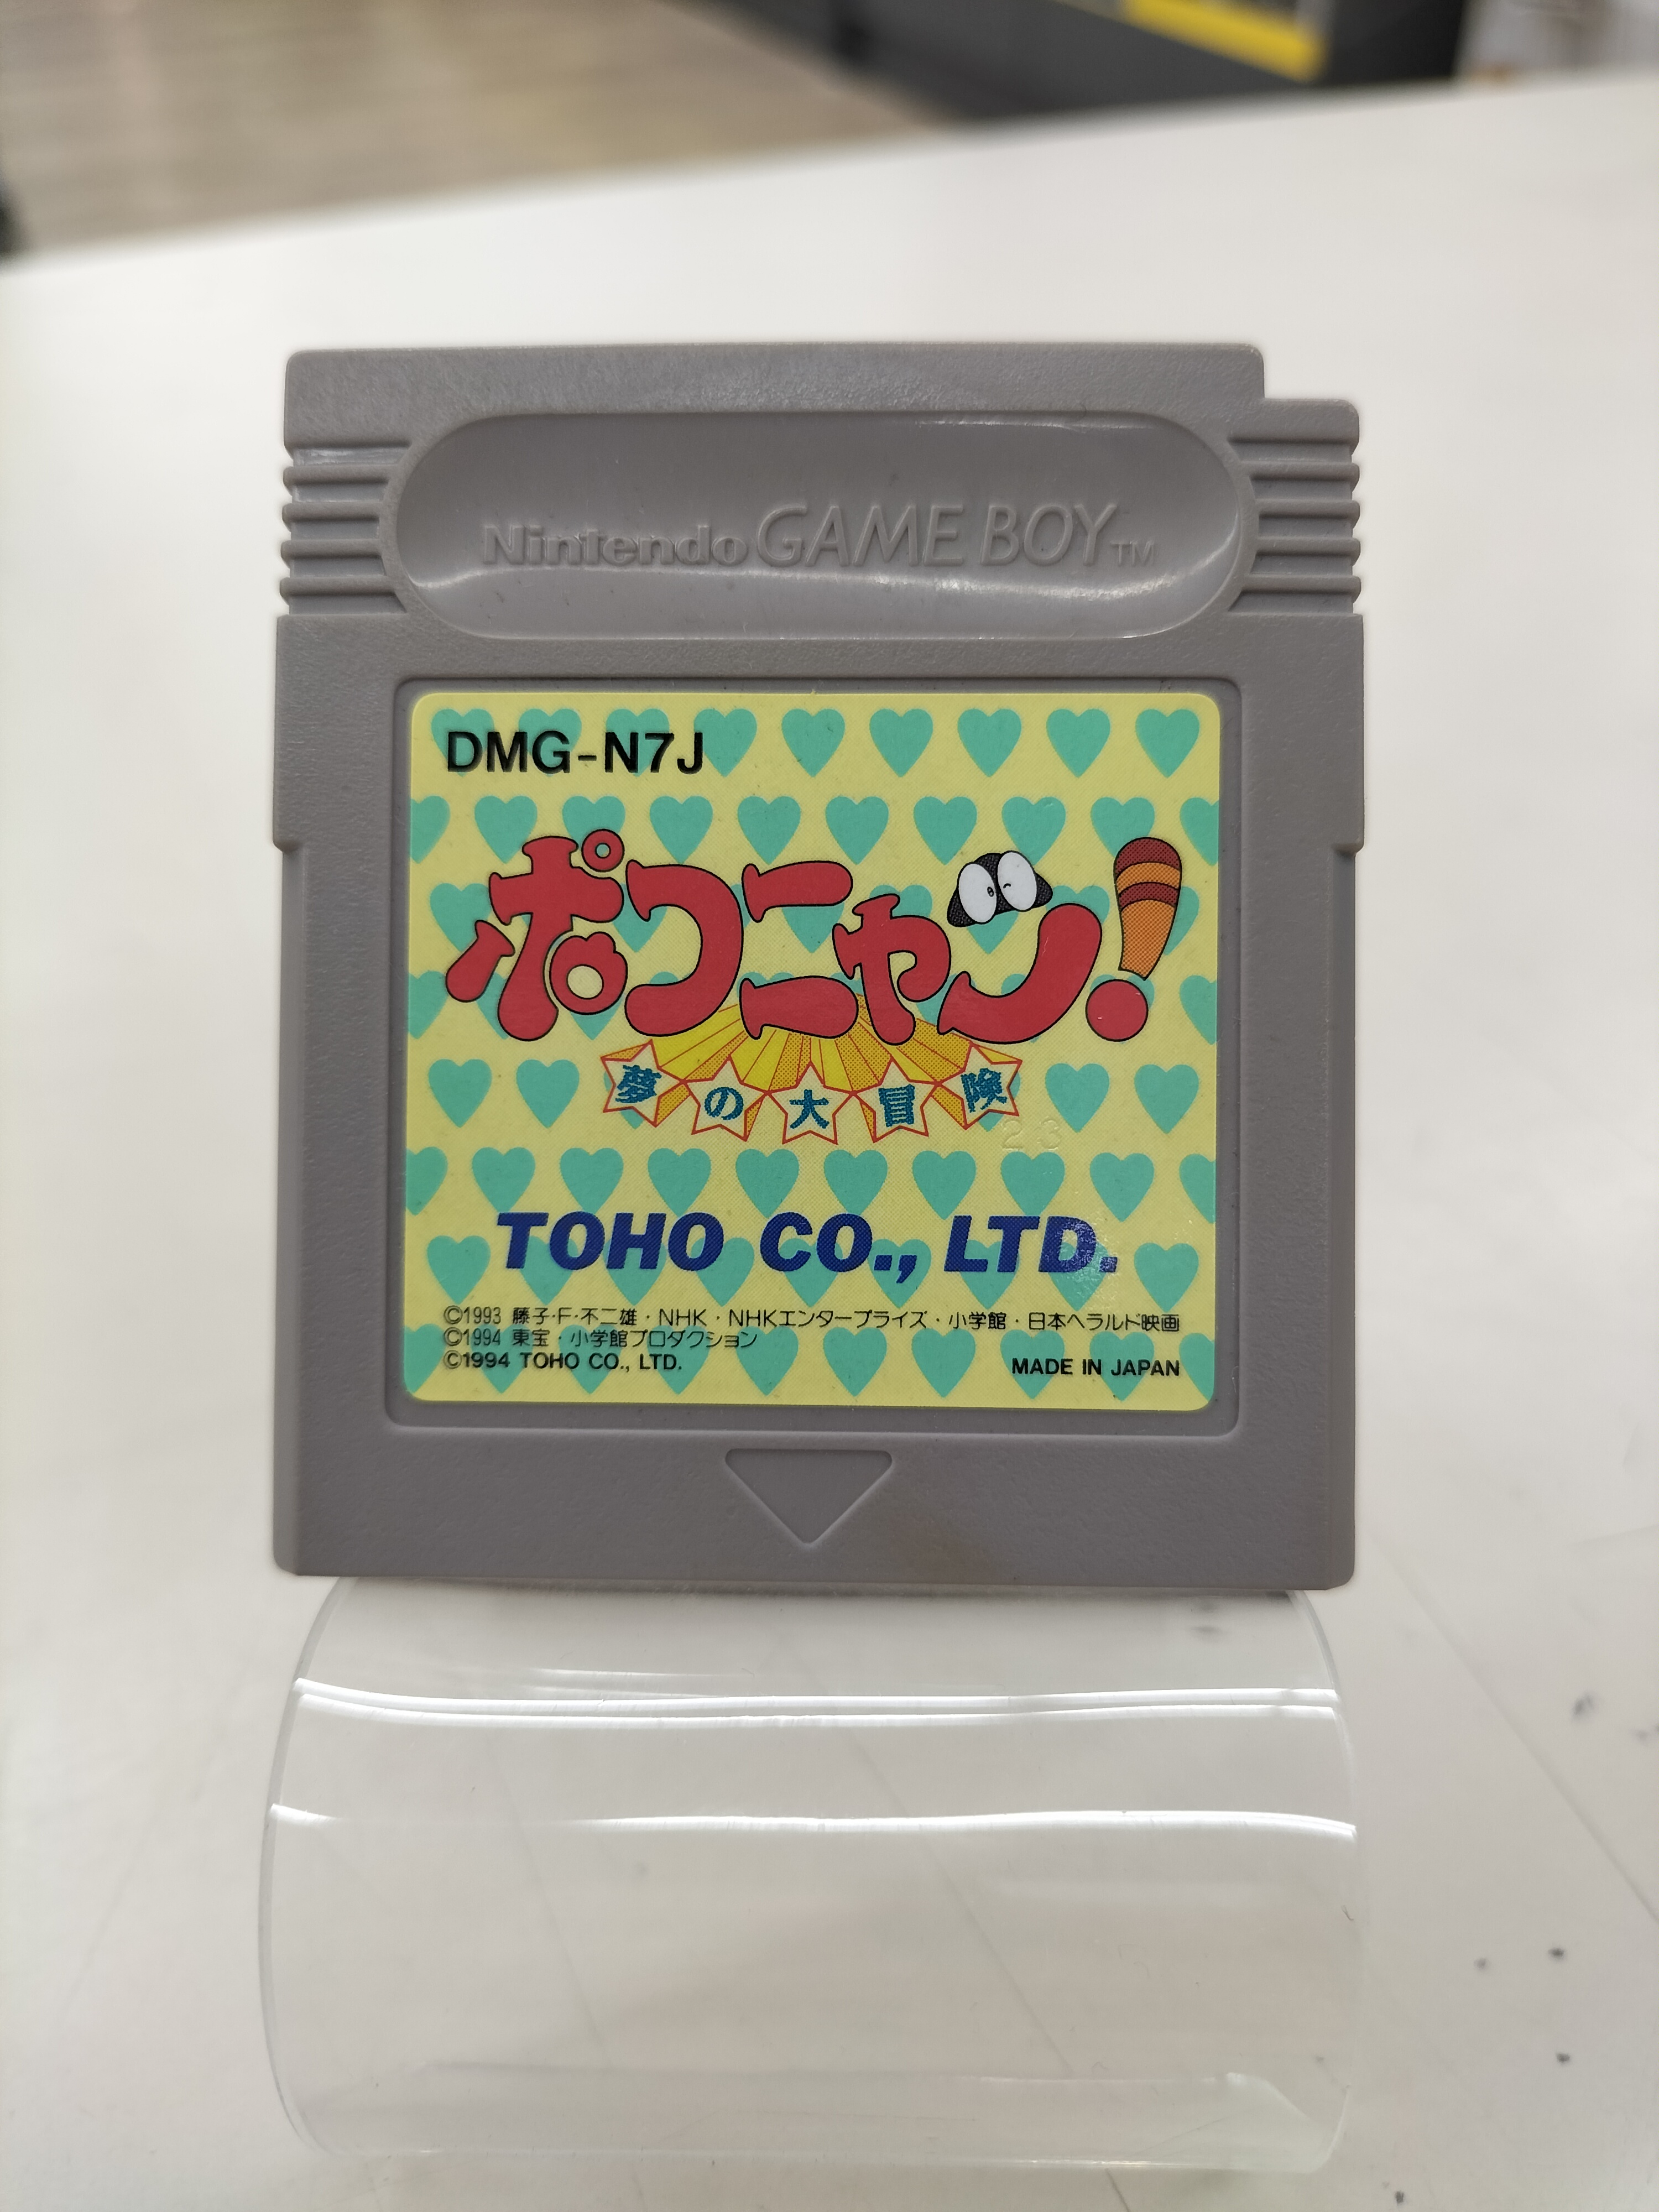 Nintendo GAME BOY TM
DMG-N7J
ポコニャン!
夢の大冒険
23
TOHO CO., LTD.
©1993 藤子・F・不二雄・NHK・NHKエンタープライズ・小学館・日本ヘラルド映画
©1994 東宝・小学館プロダクション
©1994 TOHO CO., LTD.
MADE IN JAPAN